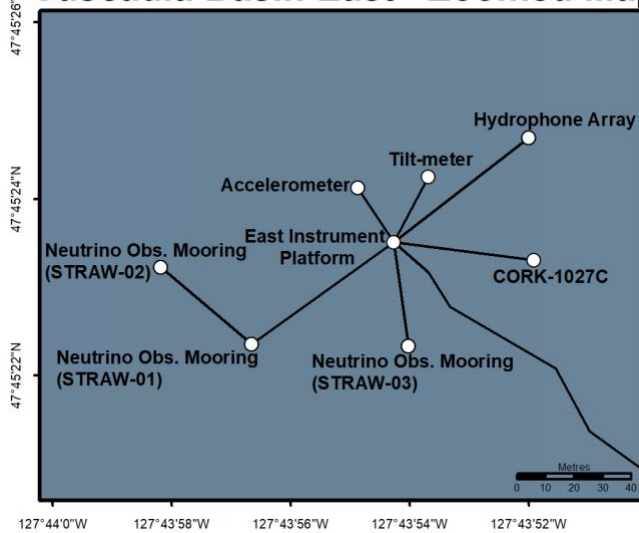 47°45'26"
Hydrophone Array
Tilt-meter
Accelerometer
47°45'24"N
East Instrument
Platform
Neutrino Obs. Mooring
(STRAW-02)
CORK-1027C
Neutrino Obs. Mooring
(STRAW-01)
Neutrino Obs. Mooring
(STRAW-03)
47°45'22"N
Metres
0 10 20 30 40
127°44'0"W 127°43'58"W 127°43'56"W 127°43'54"W 127°43'52"W